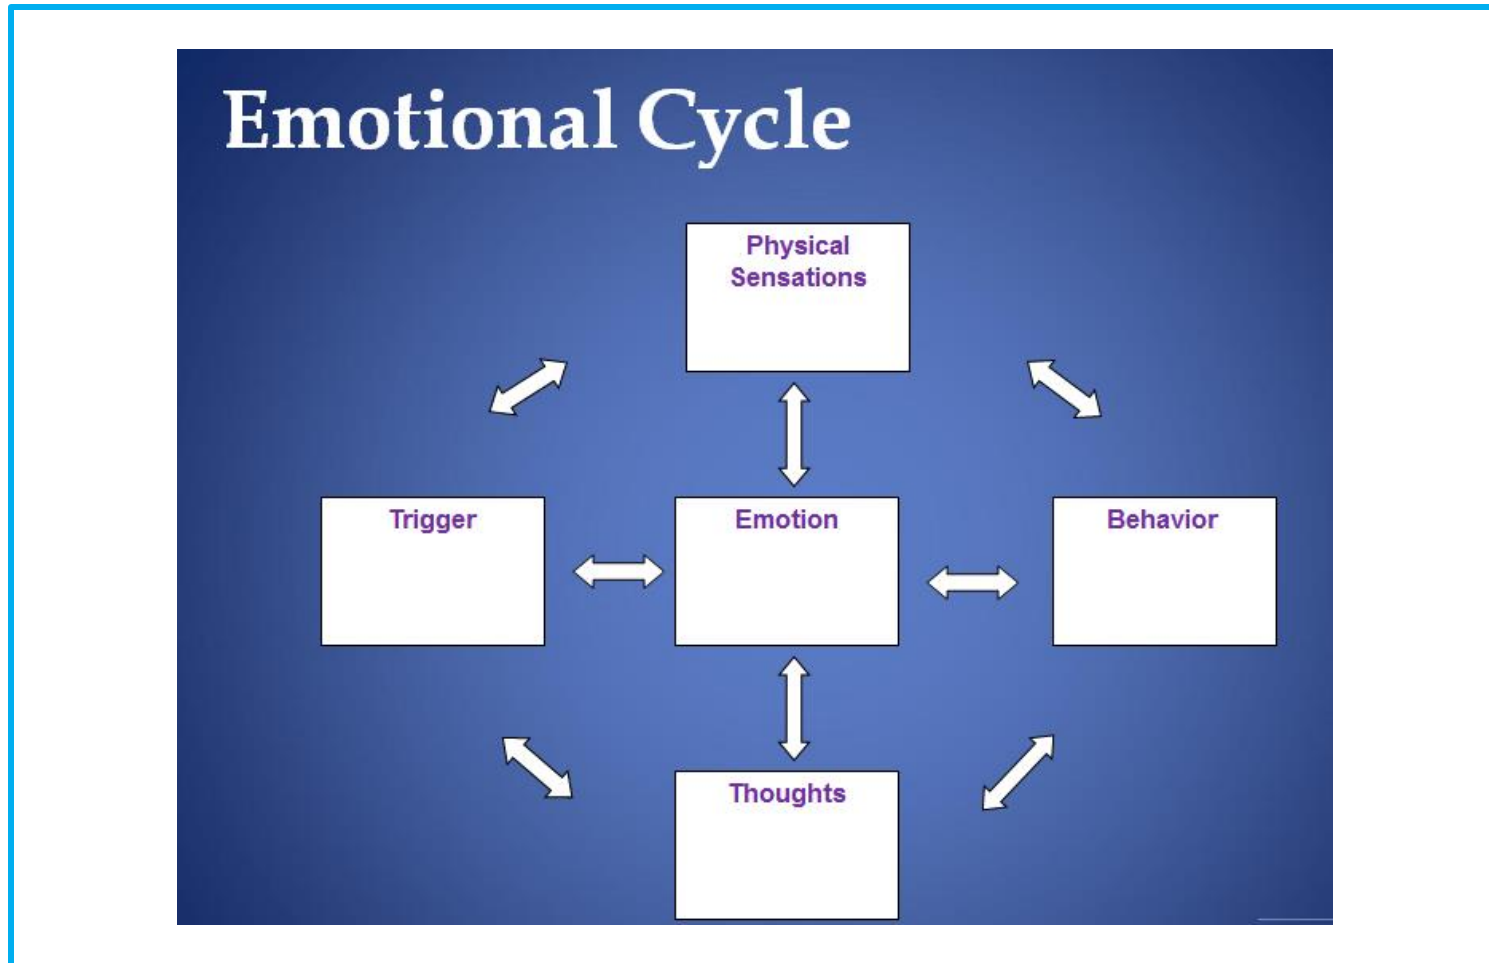 Emotional Cycle
Physical
Sensations
Trigger
Emotion
Behavior
Thoughts